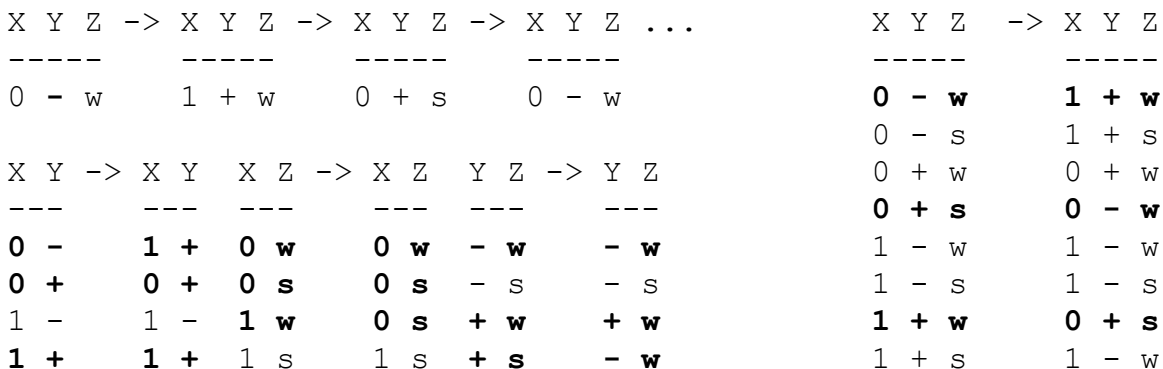 X Y Z -> X Y Z -> X Y Z -> X Y Z ...
----- ----- ----- -----
0 - w 1 + w 0 + s 0 - w
X Y -> X Y X Z -> X Z Y Z -> Y Z
--- --- --- --- --- ---
0 - 1 + 0 w 0 w - w - w
0 + 0 + 0 s 0 s - s - s
1 - 1 - 1 w 0 s + w + w
1 + 1 + 1 s 1 s + s - w
X Y Z -> X Y Z
----- -----
0 - w 1 + w
0 - s 1 + s
0 + w 0 + w
0 + s 0 - w
1 - w 1 - w
1 - s 1 - s
1 + w 0 + s
1 + s 1 - w